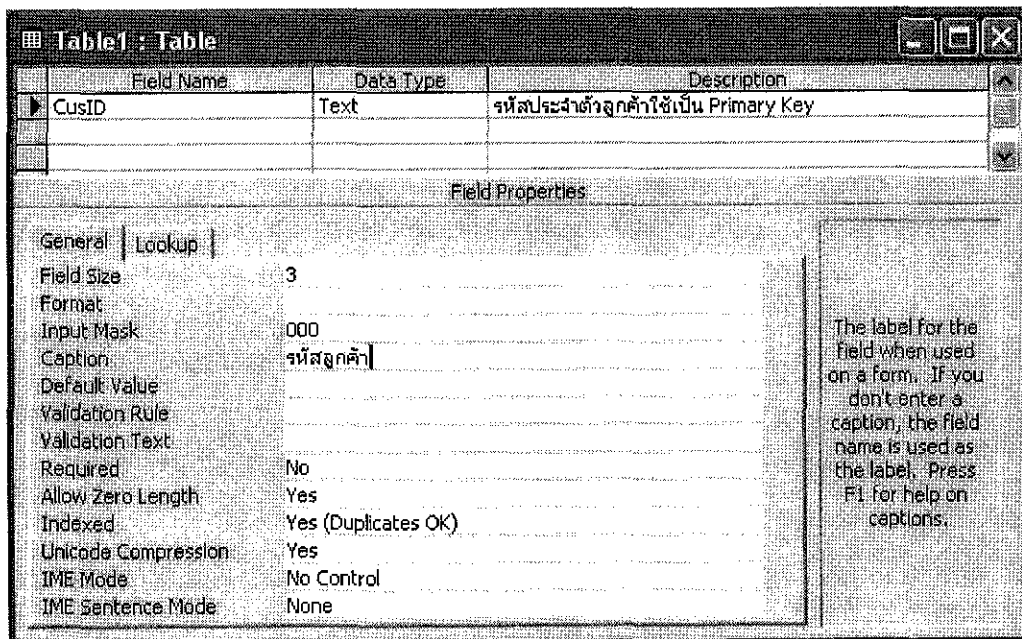 Table1 : Table
Field Name Data Type Description
CusID Text รหัสประจำตัวลูกค้าใช้เป็น Primary Key
Field Properties
General Lookup
Field Size 3
Format
Input Mask 000
Caption รหัสลูกค้า
Default Value
Validation Rule
Validation Text
Required No
Allow Zero Length Yes
Indexed Yes (Duplicates OK)
Unicode Compression Yes
IME Mode No Control
IME Sentence Mode None
The label for the
field when used
on a form. If you
don't enter a
caption, the field
name is used as
the label. Press
F1 for help on
captions.